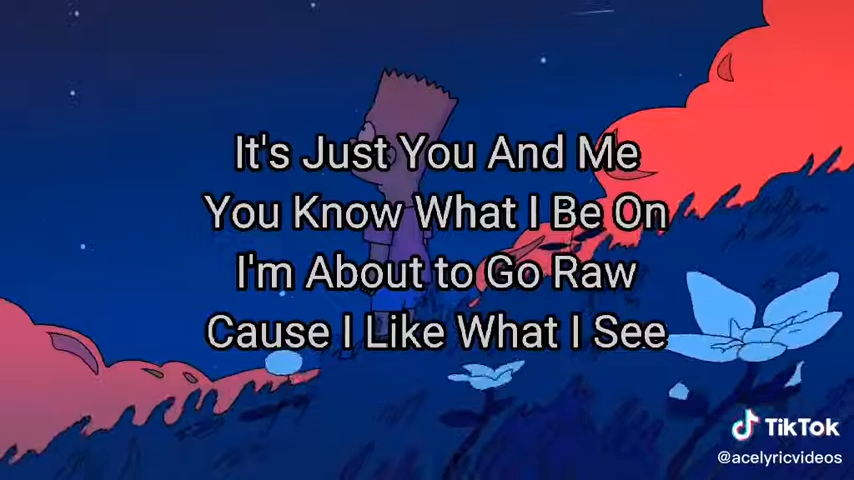 It's Just You And Me
You Know What I Be On
I'm About to Go Raw
Cause I Like What I See
TikTok
@acelyricvideos